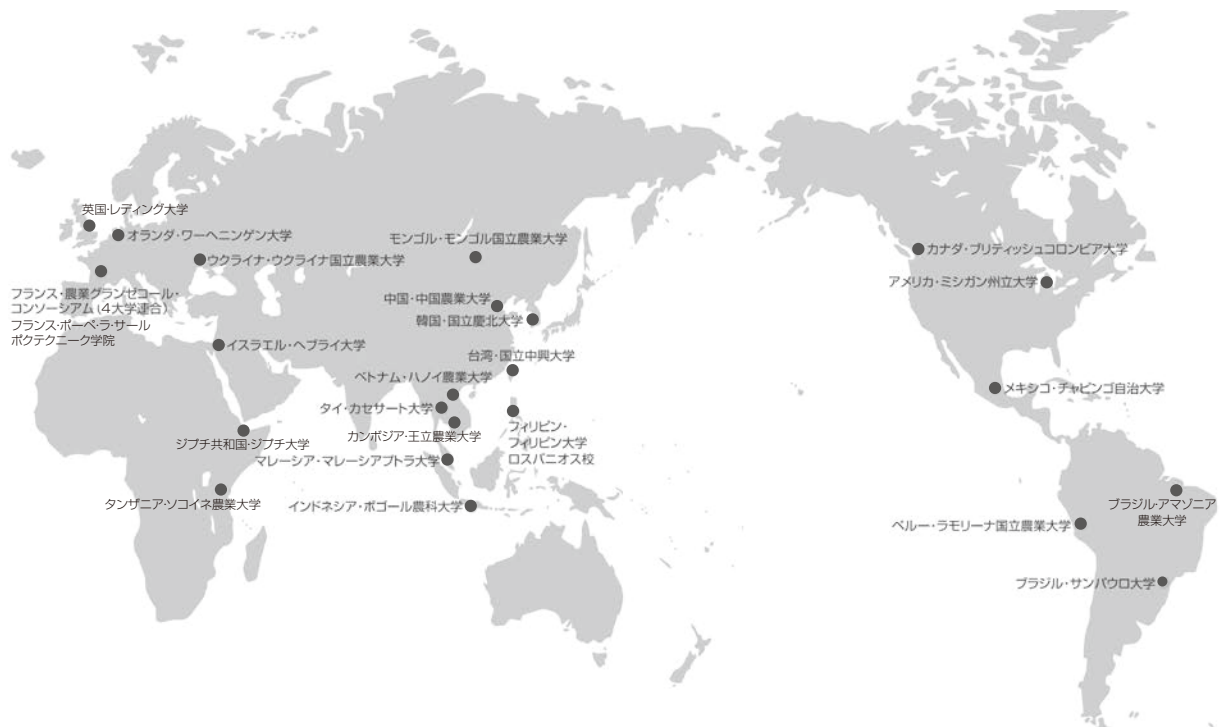 英国・レディング大学
オランダ・ワーヘニンゲン大学
ウクライナ・ウクライナ国立農業大学
フランス・農業グランゼコール・
コンソーシアム(4大学連合)
フランス・ボーベ・ラ・サール
ポクテクニーク学院
イスラエル・ヘブライ大学
ジプチ共和国・ジプチ大学
タンザニア・ソコイネ農業大学
モンゴル・モンゴル国立農業大学
中国・中国農業大学
韓国・国立慶北大学
台湾・国立中興大学
ベトナム・ハノイ農業大学
タイ・カセサート大学
カンボジア・王立農業大学
フィリピン・
フィリピン大学
ロスバニオス校
マレーシア・マレーシアプトラ大学
インドネシア・ボゴール農科大学
カナダ・ブリティッシュコロンビア大学
アメリカ・ミシガン州立大学
メキシコ・チャピンゴ自治大学
ブラジル・アマゾニア
農業大学
ペルー・ラモリーナ国立農業大学
ブラジル・サンパウロ大学